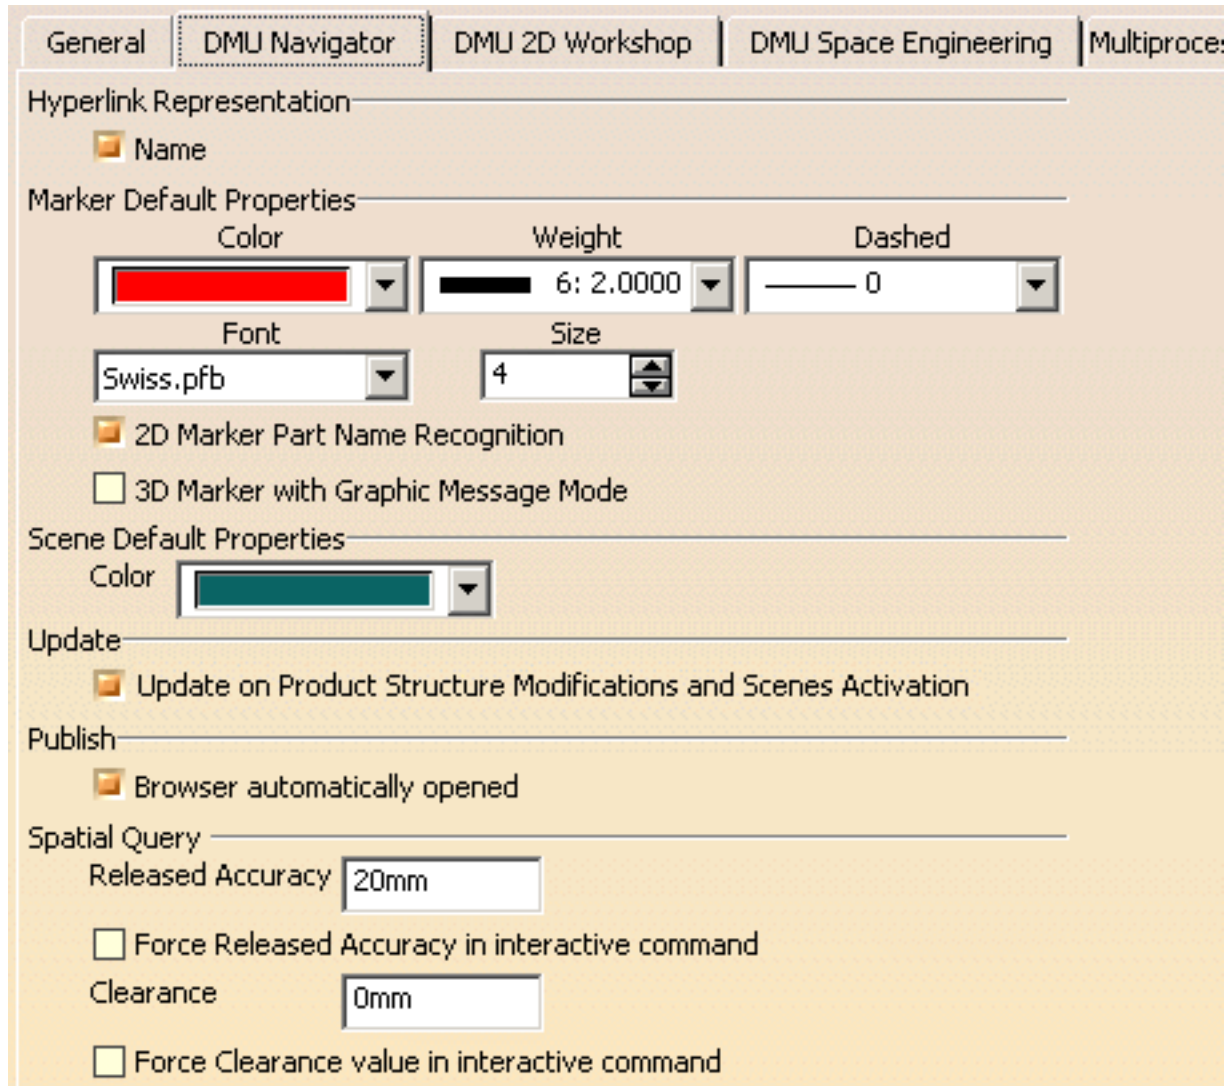 General DMU Navigator DMU 2D Workshop DMU Space Engineering Multiproces
Hyperlink Representation
Name
Marker Default Properties
Color Weight Dashed
6: 2.0000 0
Font Size
Swiss.pfb 4
2D Marker Part Name Recognition
3D Marker with Graphic Message Mode
Scene Default Properties
Color
Update
Update on Product Structure Modifications and Scenes Activation
Publish
Browser automatically opened
Spatial Query
Released Accuracy 20mm
Force Released Accuracy in interactive command
Clearance 0mm
Force Clearance value in interactive command